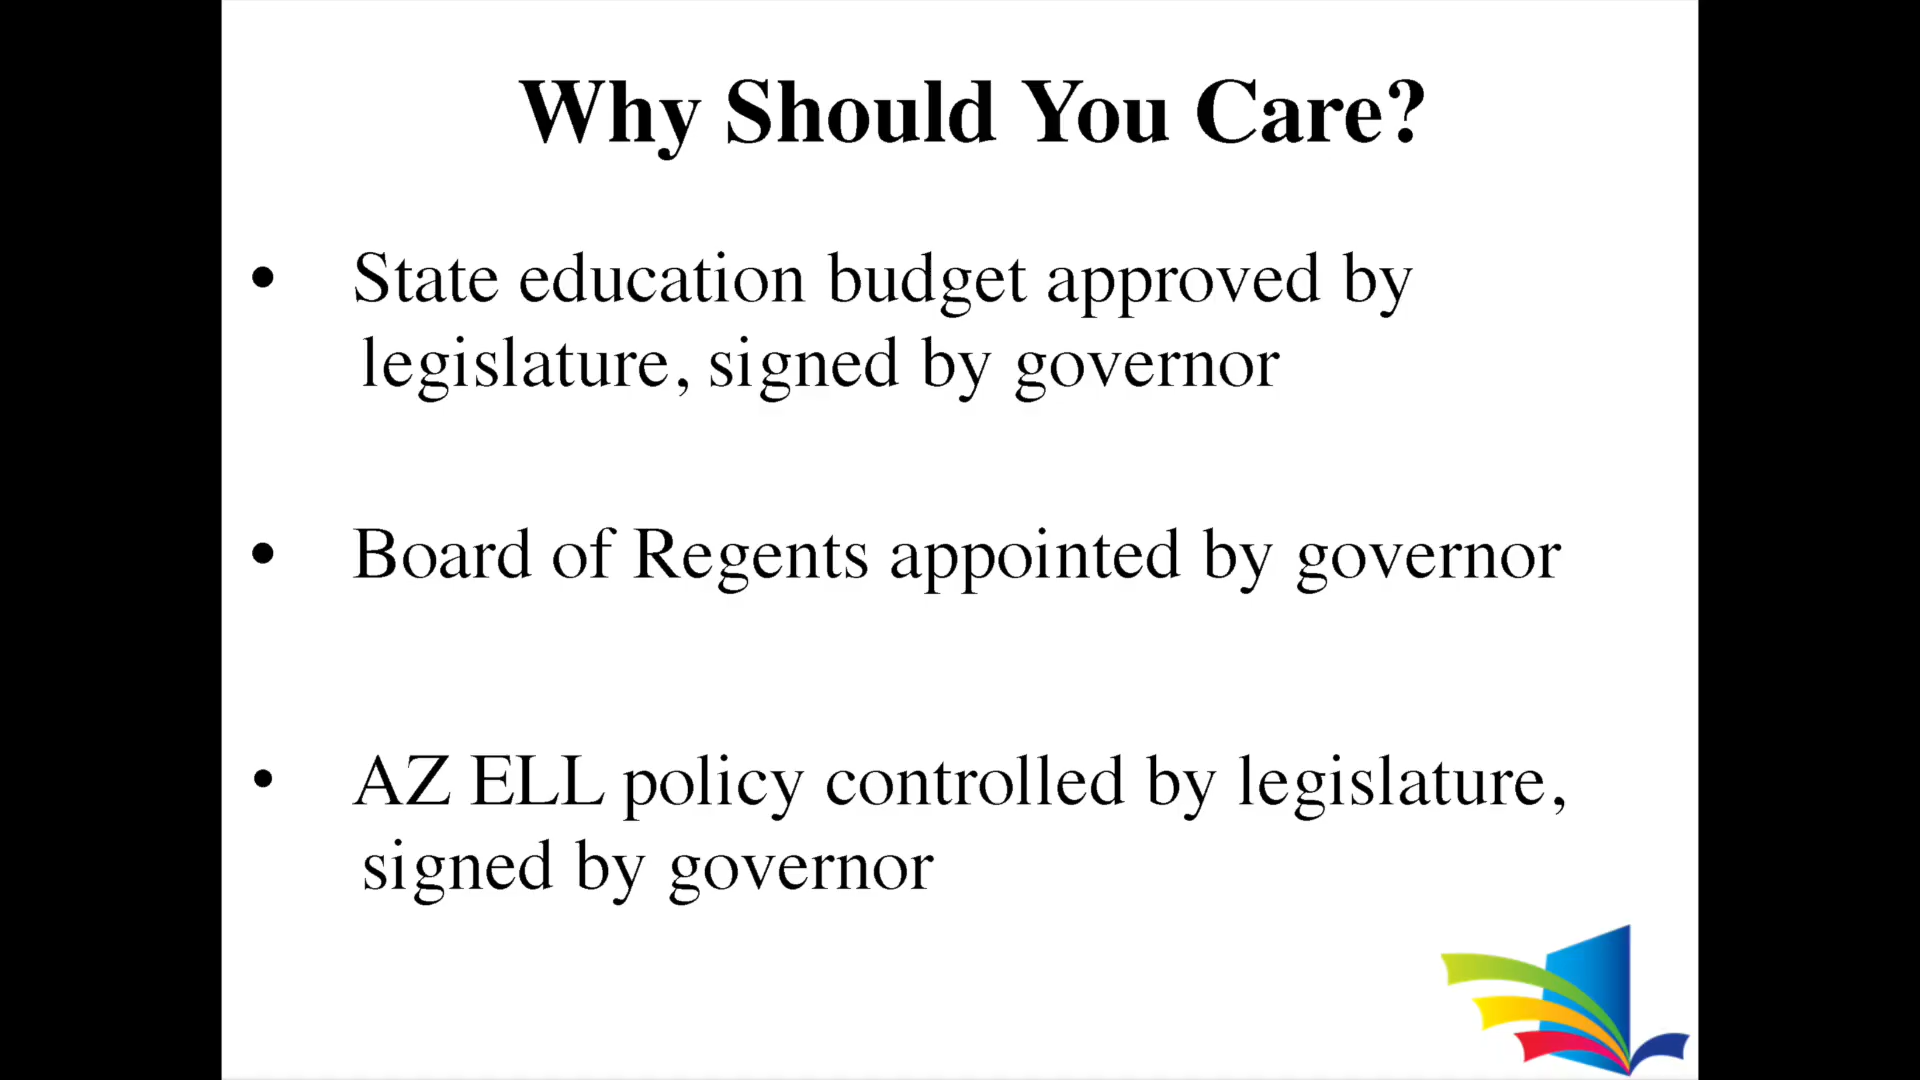 Why Should You Care?
• State education budget approved by
legislature, signed by governor
• Board of Regents appointed by governor
• AZ ELL policy controlled by legislature,
signed by governor